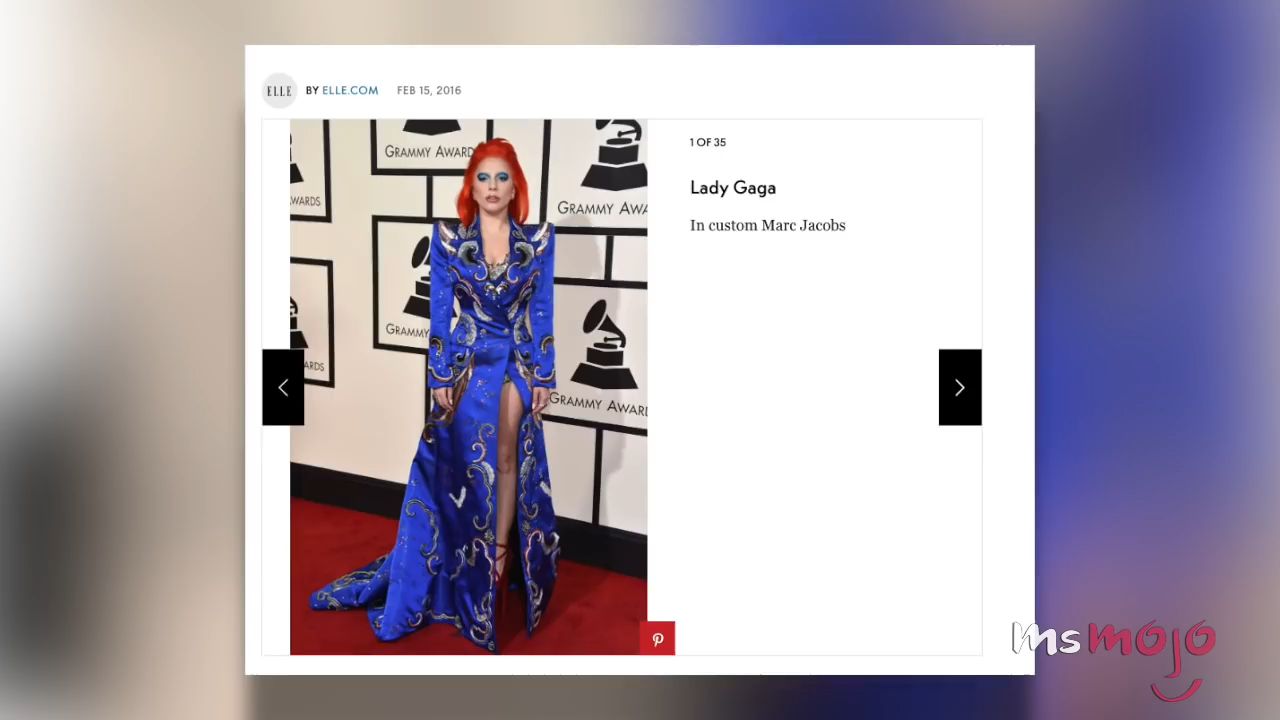 ELLE BY ELLE.COM FEB 15, 2016
1 OF 35
Lady Gaga
In custom Marc Jacobs
GRAMMY AWARD
GRAMMY AWA
AWARDS
GRAMMY
ARDS
GRAMMY AWARD
msmojo